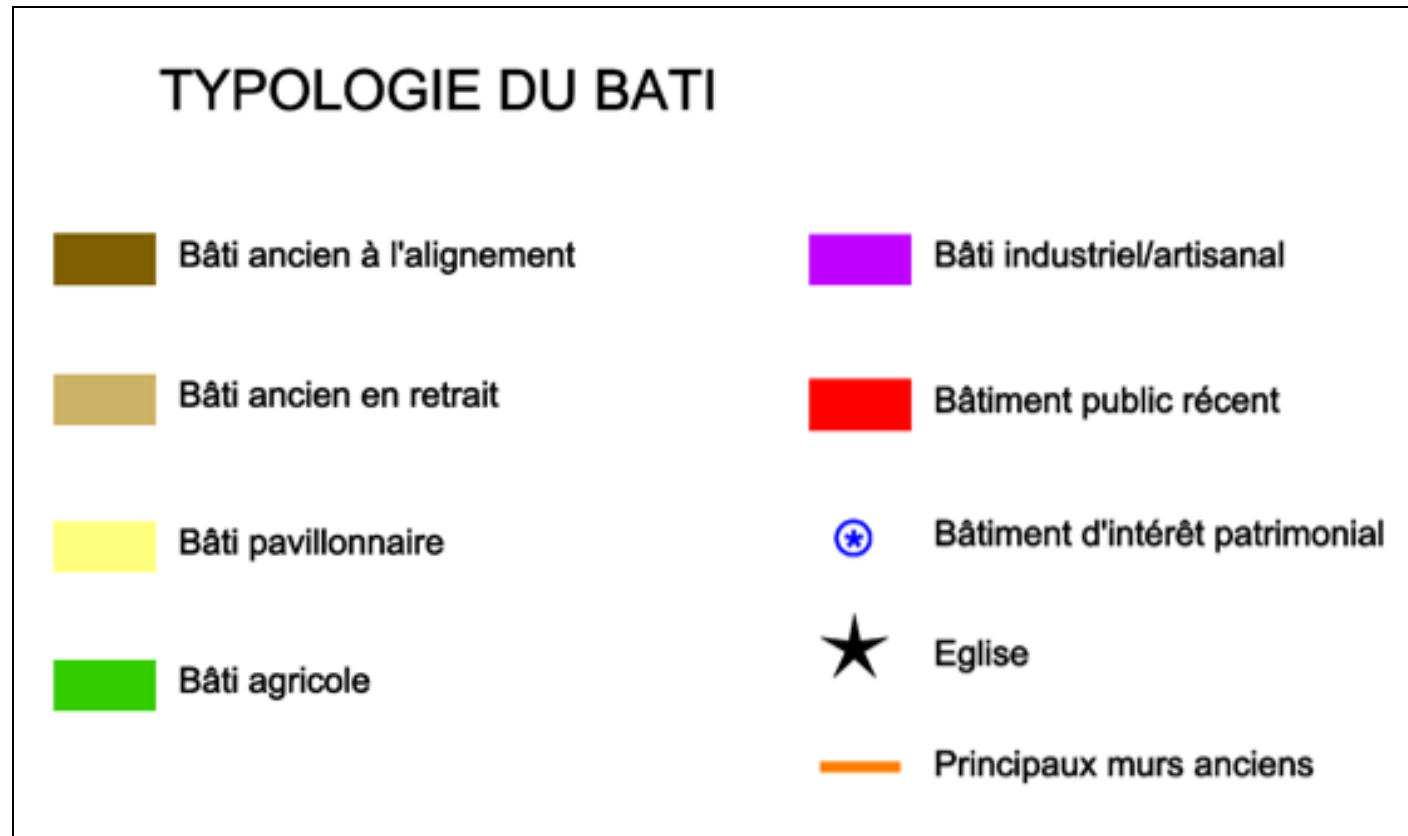 TYPOLOGIE DU BATI
Bâti ancien à l'alignement
Bâti ancien en retrait
Bâti pavillonnaire
Bâti agricole
Bâti industriel/artisanal
Bâtiment public récent
Bâtiment d'intérêt patrimonial
Eglise
Principaux murs anciens